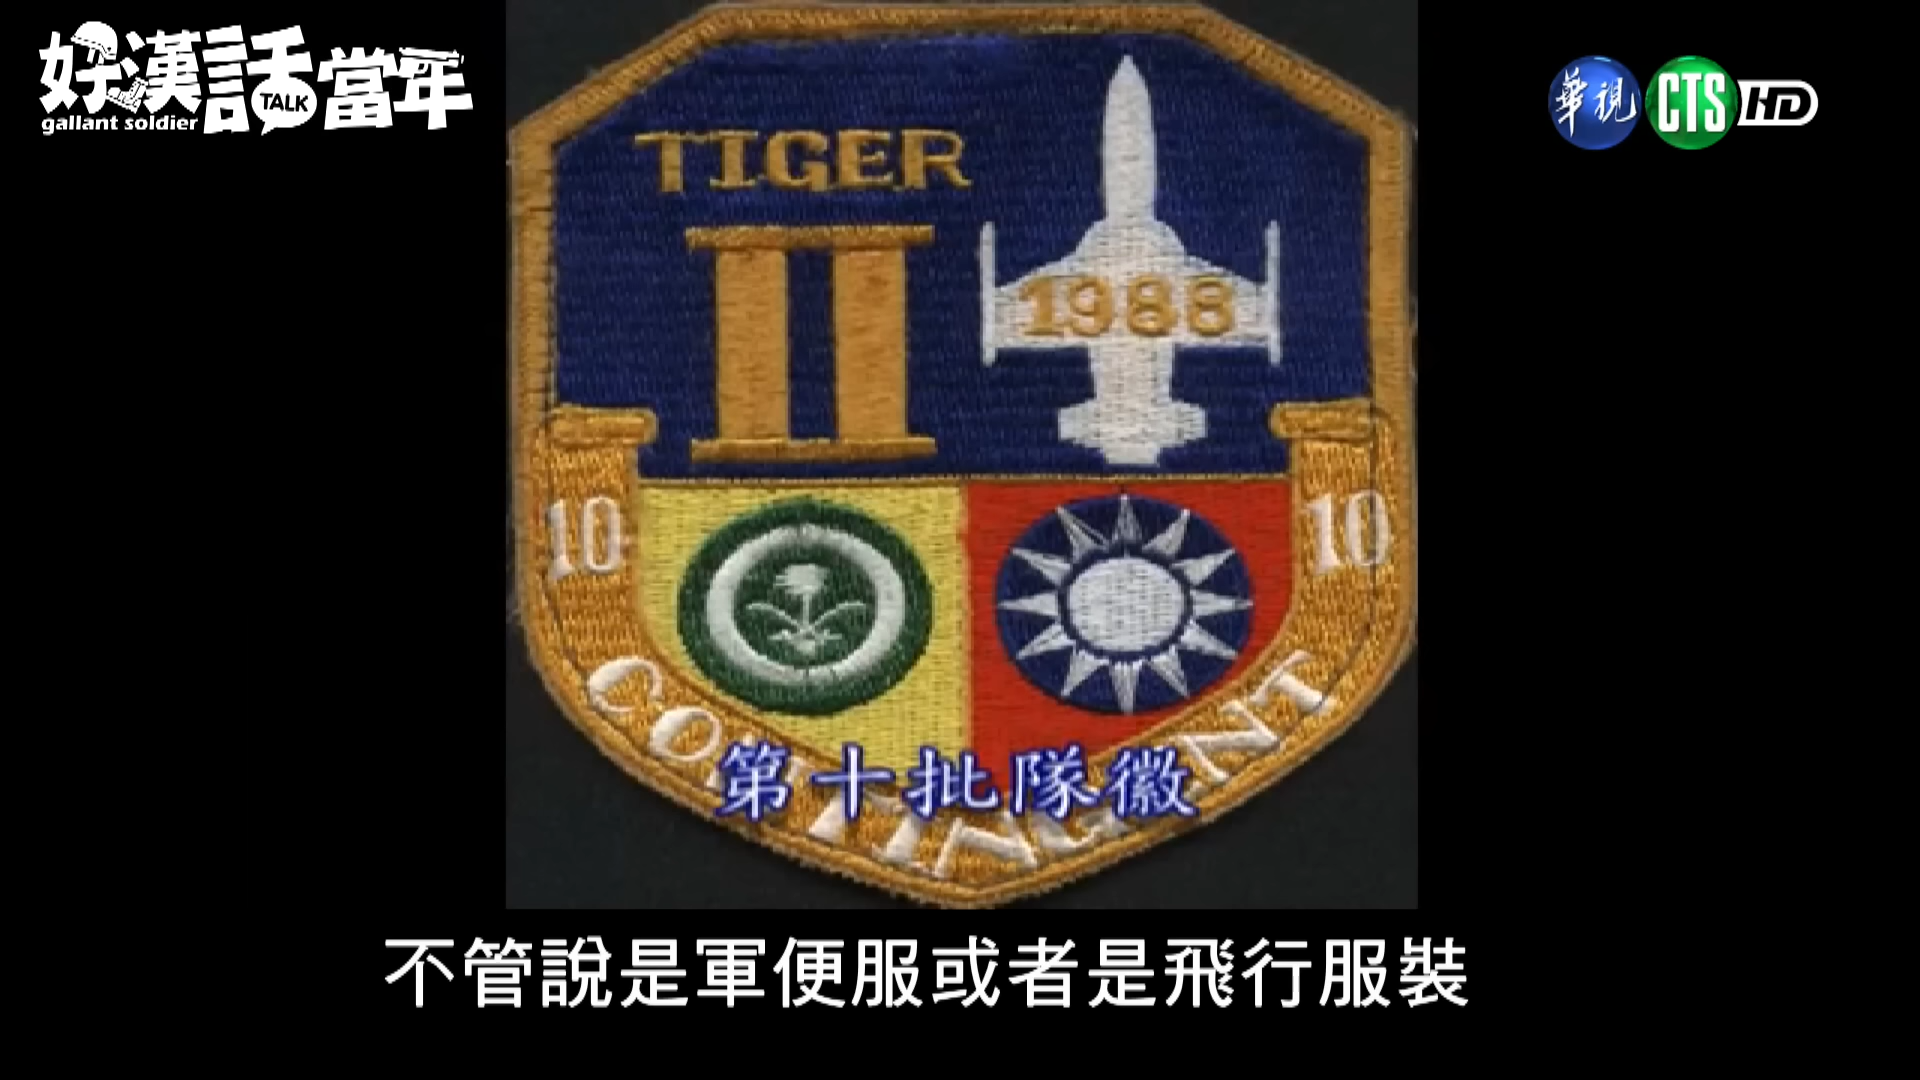 好漢話當年
TALK
gallant soldier
華視 CTS HD
TIGER
II
1988
10
10
CONTINGENT
第十批隊徽
不管說是軍便服或者是飛行服裝